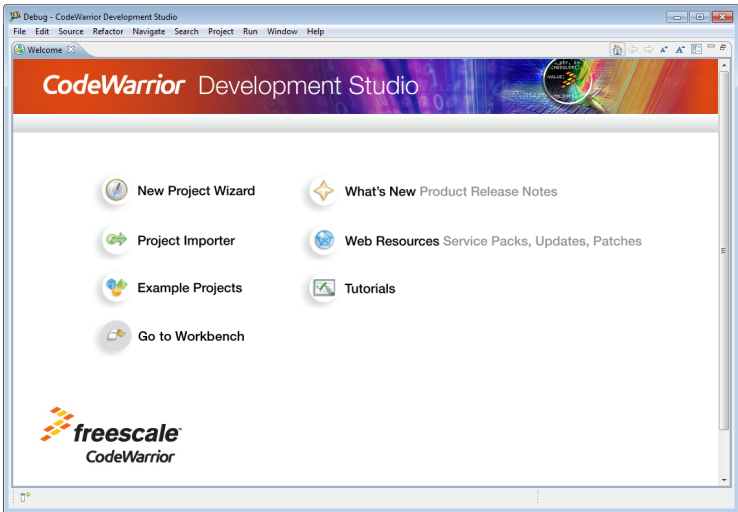 Debug - CodeWarrior Development Studio
File Edit Source Refactor Navigate Search Project Run Window Help
Welcome
CodeWarrior Development Studio
New Project Wizard
What's New Product Release Notes
Project Importer
Web Resources Service Packs, Updates, Patches
Example Projects
Tutorials
Go to Workbench
freescale™
CodeWarrior